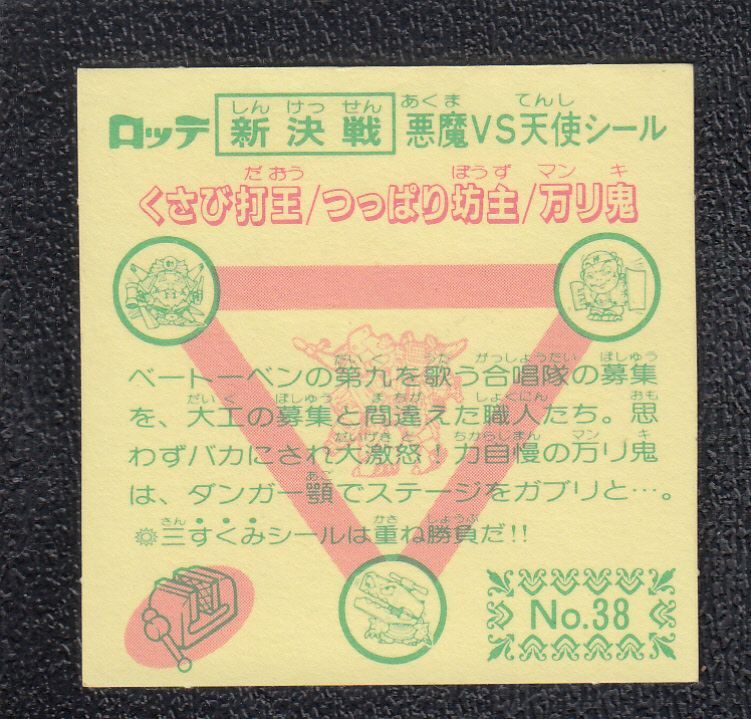 しん けっ せん あくま てんし
ロッテ 新決戦 悪魔VS天使シール
だおう ぼうず マン キ
くさび打王/つっぱり坊主/万リ鬼
だいく うた がっしょうたい ぼしゅう
ベートーベンの第九を歌う合唱隊の募集
だいく ぼしゅう まちが しょくにん おも
を、大工の募集と間違えた職人たち。思
だいげきど ちからじまん マン キ
わずバカにされ大激怒!力自慢の万リ鬼
あご
は、ダンガー顎でステージをガブリと…。
さん かさ しょうぶ
三すくみシールは重ね勝負だ!!
No.38